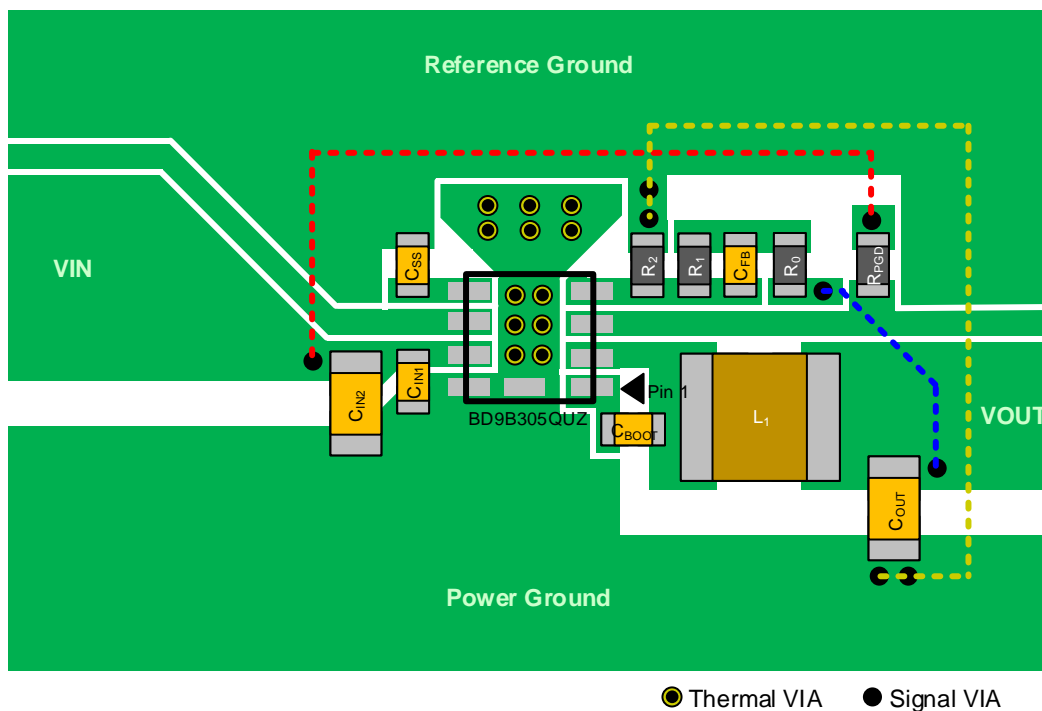 Reference Ground
VIN
CSS
R2
R1
CFB
R0
RPGD
CIN2
CIN1
Pin 1
BD9B305QUZ
CBOOT
L1
VOUT
COUT
Power Ground
Thermal VIA
Signal VIA